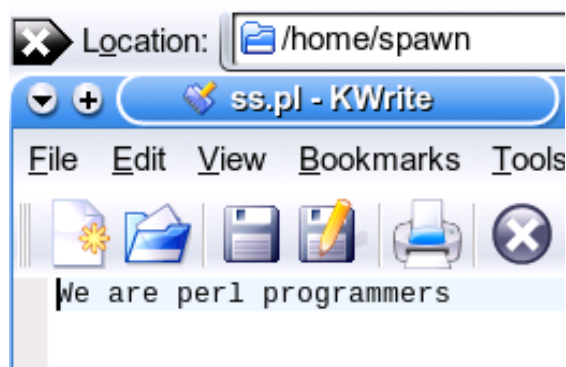 Location: /home/spawn
ss.pl - KWrite
File Edit View Bookmarks Tools
We are perl programmers